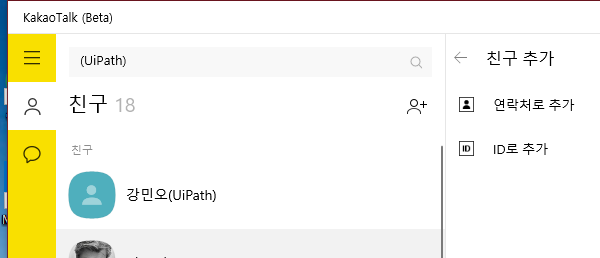 KakaoTalk (Beta)
(UiPath)
친구 18
친구
강민오(UiPath)
친구 추가
연락처로 추가
ID
ID로 추가